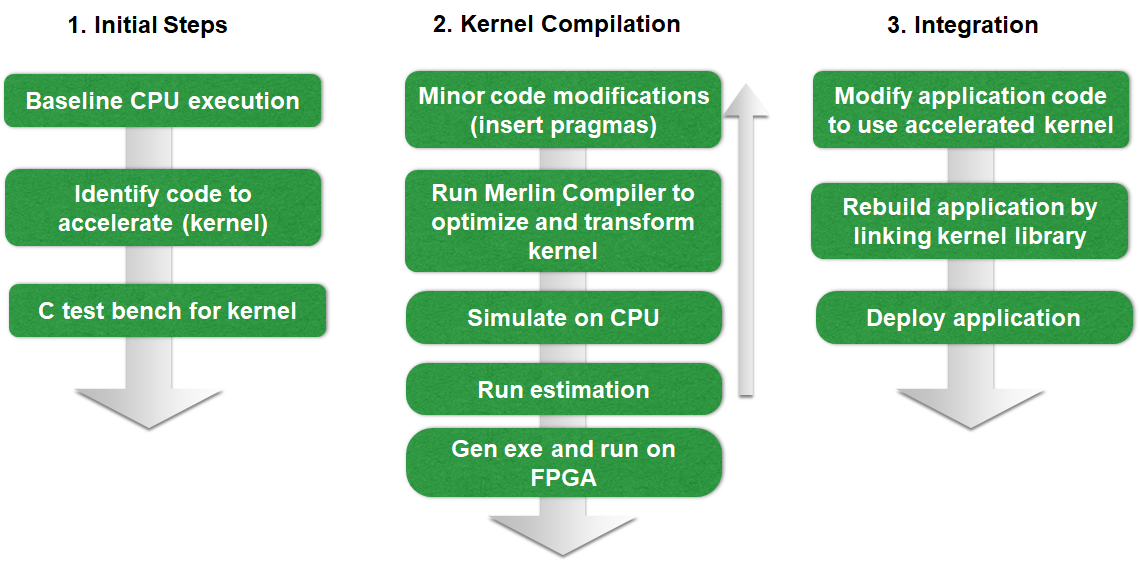 1. Initial Steps
Baseline CPU execution
Identify code to
accelerate (kernel)
C test bench for kernel
2. Kernel Compilation
Minor code modifications
(insert pragmas)
Run Merlin Compiler to
optimize and transform
kernel
Simulate on CPU
Run estimation
Gen exe and run on
FPGA
3. Integration
Modify application code
to use accelerated kernel
Rebuild application by
linking kernel library
Deploy application